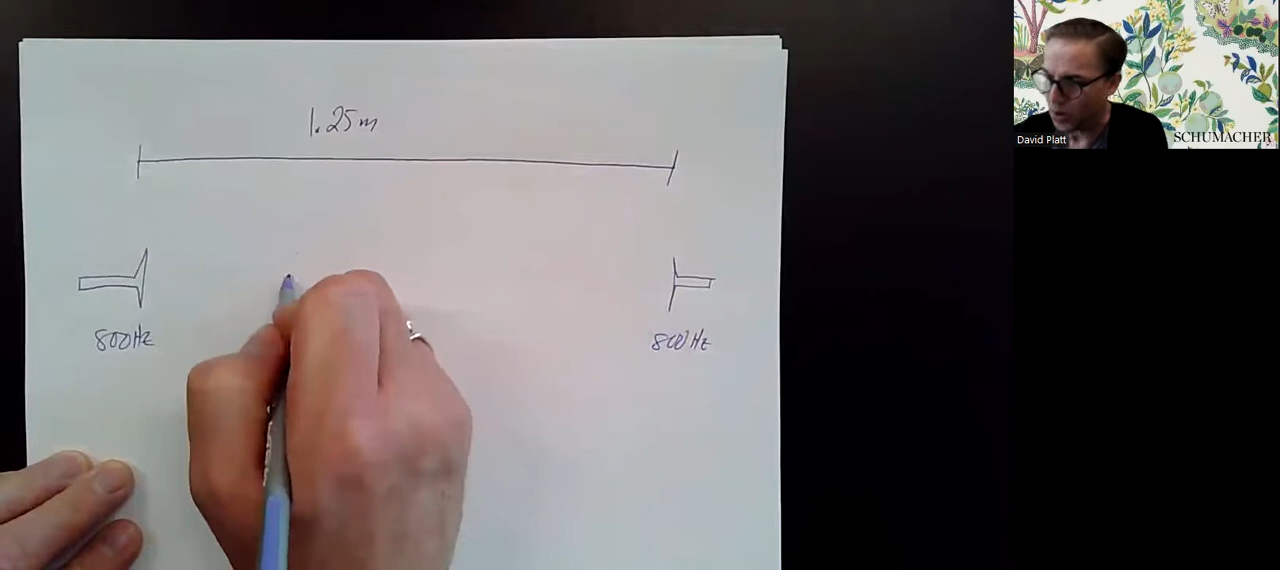 1.25m
800Hz
800Hz
David Platt
SCHUMACHER